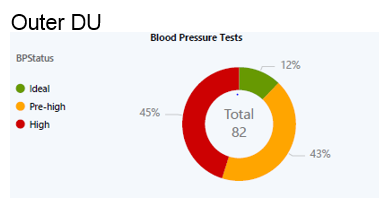 Outer DU
Blood Pressure Tests
BPStatus
Ideal
Pre-high
High
12%
45%
Total
82
43%